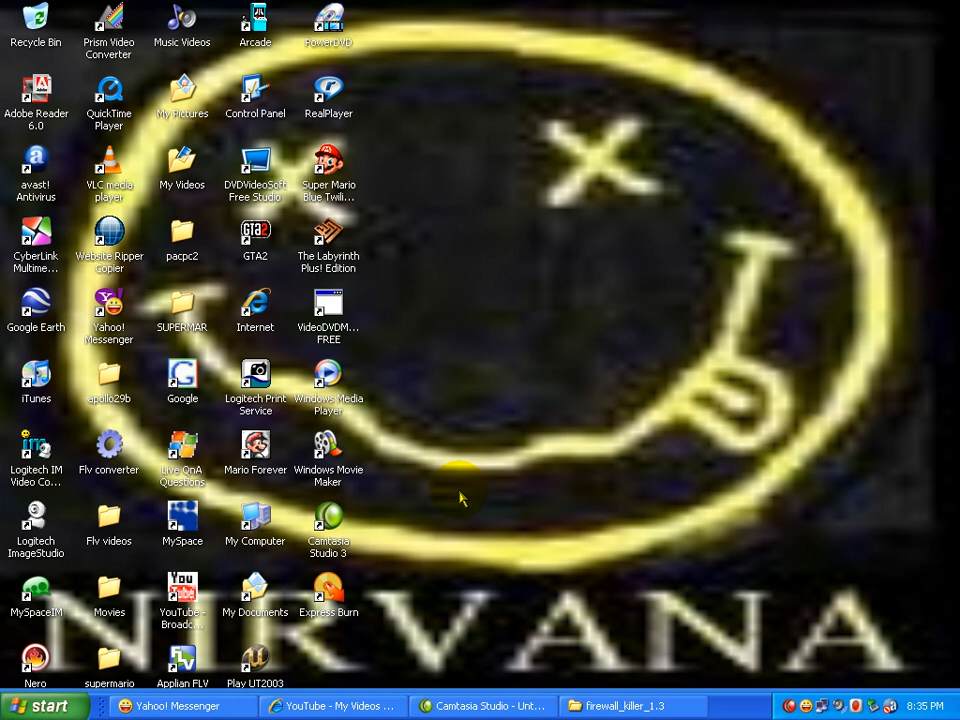 Recycle Bin
Prism Video
Converter
Music Videos
Arcade
PowerDVD
Adobe Reader
6.0
QuickTime
Player
My Pictures
Control Panel
RealPlayer
avast!
Antivirus
VLC media
player
My Videos
DVDVideoSoft
Free Studio
Super Mario
Blue Twili...
CyberLink
Multime...
Website Ripper
Copier
pacpc2
GTA2
GTA2
The Labyrinth
Plus! Edition
Google Earth
Yahoo!
Messenger
SUPERMAR
Internet
VideoDVDM...
FREE
iTunes
apollo29b
Google
Logitech Print
Service
Windows Media
Player
Logitech IM
Video Co...
Flv converter
Live QnA
Questions
Mario Forever
Windows Movie
Maker
Logitech
ImageStudio
Flv videos
MySpace
My Computer
Camtasia
Studio 3
MySpaceIM
Movies
You
Tube
YouTube -
Broadc...
My Documents
Express Burn
NIRVANA
Nero
supermario
FLV
Applian FLV
Play UT2003
start
Yahoo! Messenger
YouTube - My Videos ...
Camtasia Studio - Unt...
firewall_killer_1.3
8:35 PM